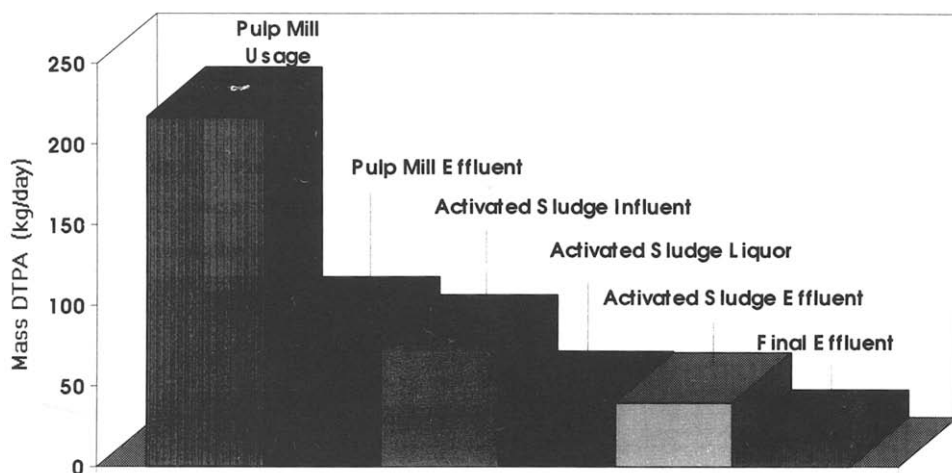 Pulp Mill
Usage
250
200
150
100
50
0
Mass DTPA (kg/day)
Pulp Mill Effluent
Activated Sludge Influent
Activated Sludge Liquor
Activated Sludge Effluent
Final Effluent